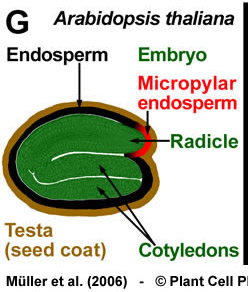 G Arabidopsis thaliana
Endosperm Embryo
Micropylar
endosperm
Radicle
Testa
(seed coat) Cotyledons
Müller et al. (2006) - © Plant Cell